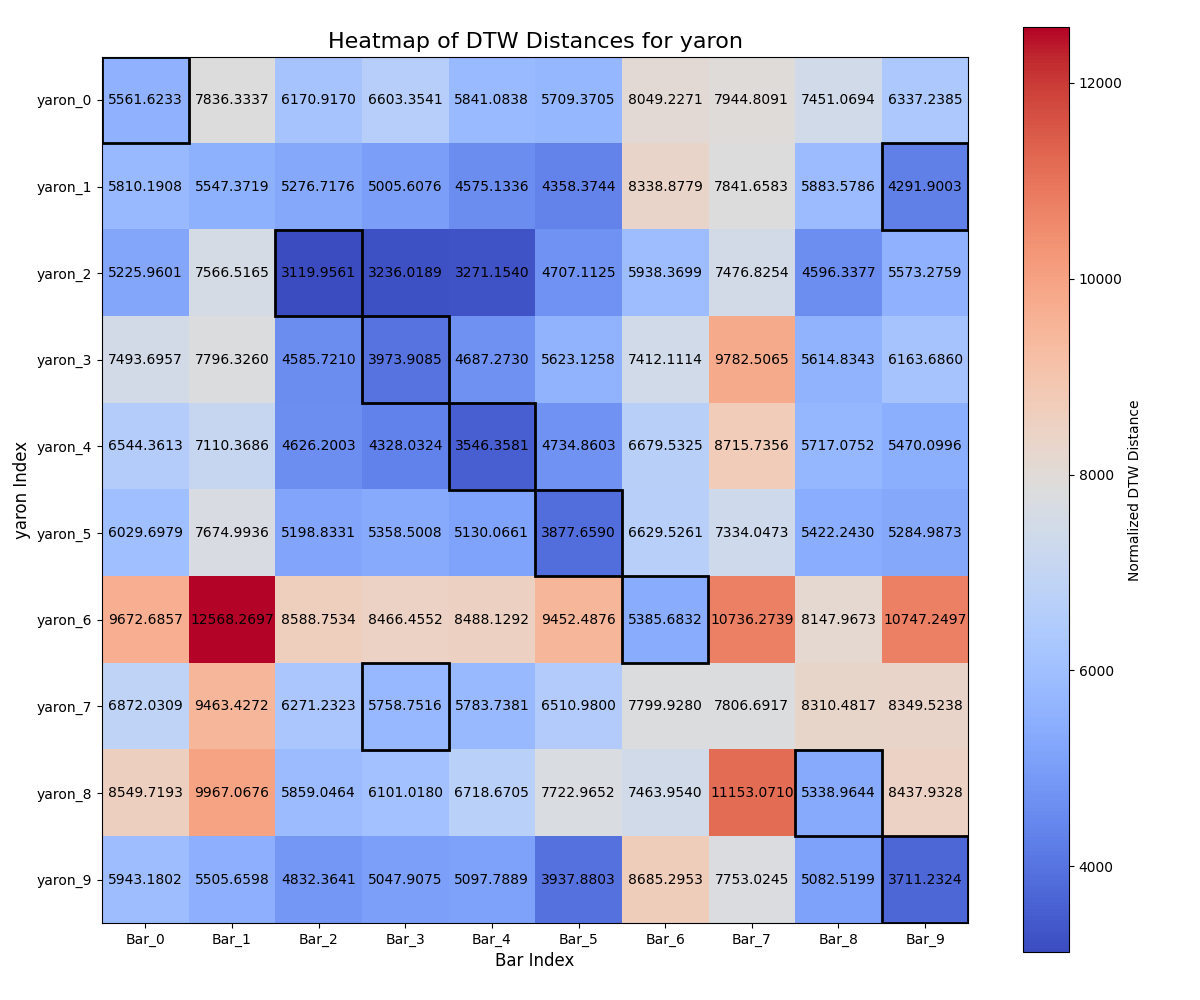 Heatmap of DTW Distances for yaron
yaron_0 5561.6233 7836.3337 6170.9170 6603.3541 5841.0838 5709.3705 8049.2271 7944.8091 7451.0694 6337.2385
yaron_1 5810.1908 5547.3719 5276.7176 5005.6076 4575.1336 4358.3744 8338.8779 7841.6583 5883.5786 4291.9003
yaron_2 5225.9601 7566.5165 3119.9561 3236.0189 3271.1540 4707.1125 5938.3699 7476.8254 4596.3377 5573.2759
yaron_3 7493.6957 7796.3260 4585.7210 3973.9085 4687.2730 5623.1258 7412.1114 9782.5065 5614.8343 6163.6860
yaron_4 6544.3613 7110.3686 4626.2003 4328.0324 3546.3581 4734.8603 6679.5325 8715.7356 5717.0752 5470.0996
yaron_5 6029.6979 7674.9936 5198.8331 5358.5008 5130.0661 3877.6590 6629.5261 7334.0473 5422.2430 5284.9873
yaron_6 9672.6857 12568.2697 8588.7534 8466.4552 8488.1292 9452.4876 5385.6832 10736.2739 8147.9673 10747.2497
yaron_7 6872.0309 9463.4272 6271.2323 5758.7516 5783.7381 6510.9800 7799.9280 7806.6917 8310.4817 8349.5238
yaron_8 8549.7193 9967.0676 5859.0464 6101.0180 6718.6705 7722.9652 7463.9540 11153.0710 5338.9644 8437.9328
yaron_9 5943.1802 5505.6598 4832.3641 5047.9075 5097.7889 3937.8803 8685.2953 7753.0245 5082.5199 3711.2324
Bar_0 Bar_1 Bar_2 Bar_3 Bar_4 Bar_5 Bar_6 Bar_7 Bar_8 Bar_9
Bar Index
yaron Index
12000
10000
8000
6000
4000
Normalized DTW Distance